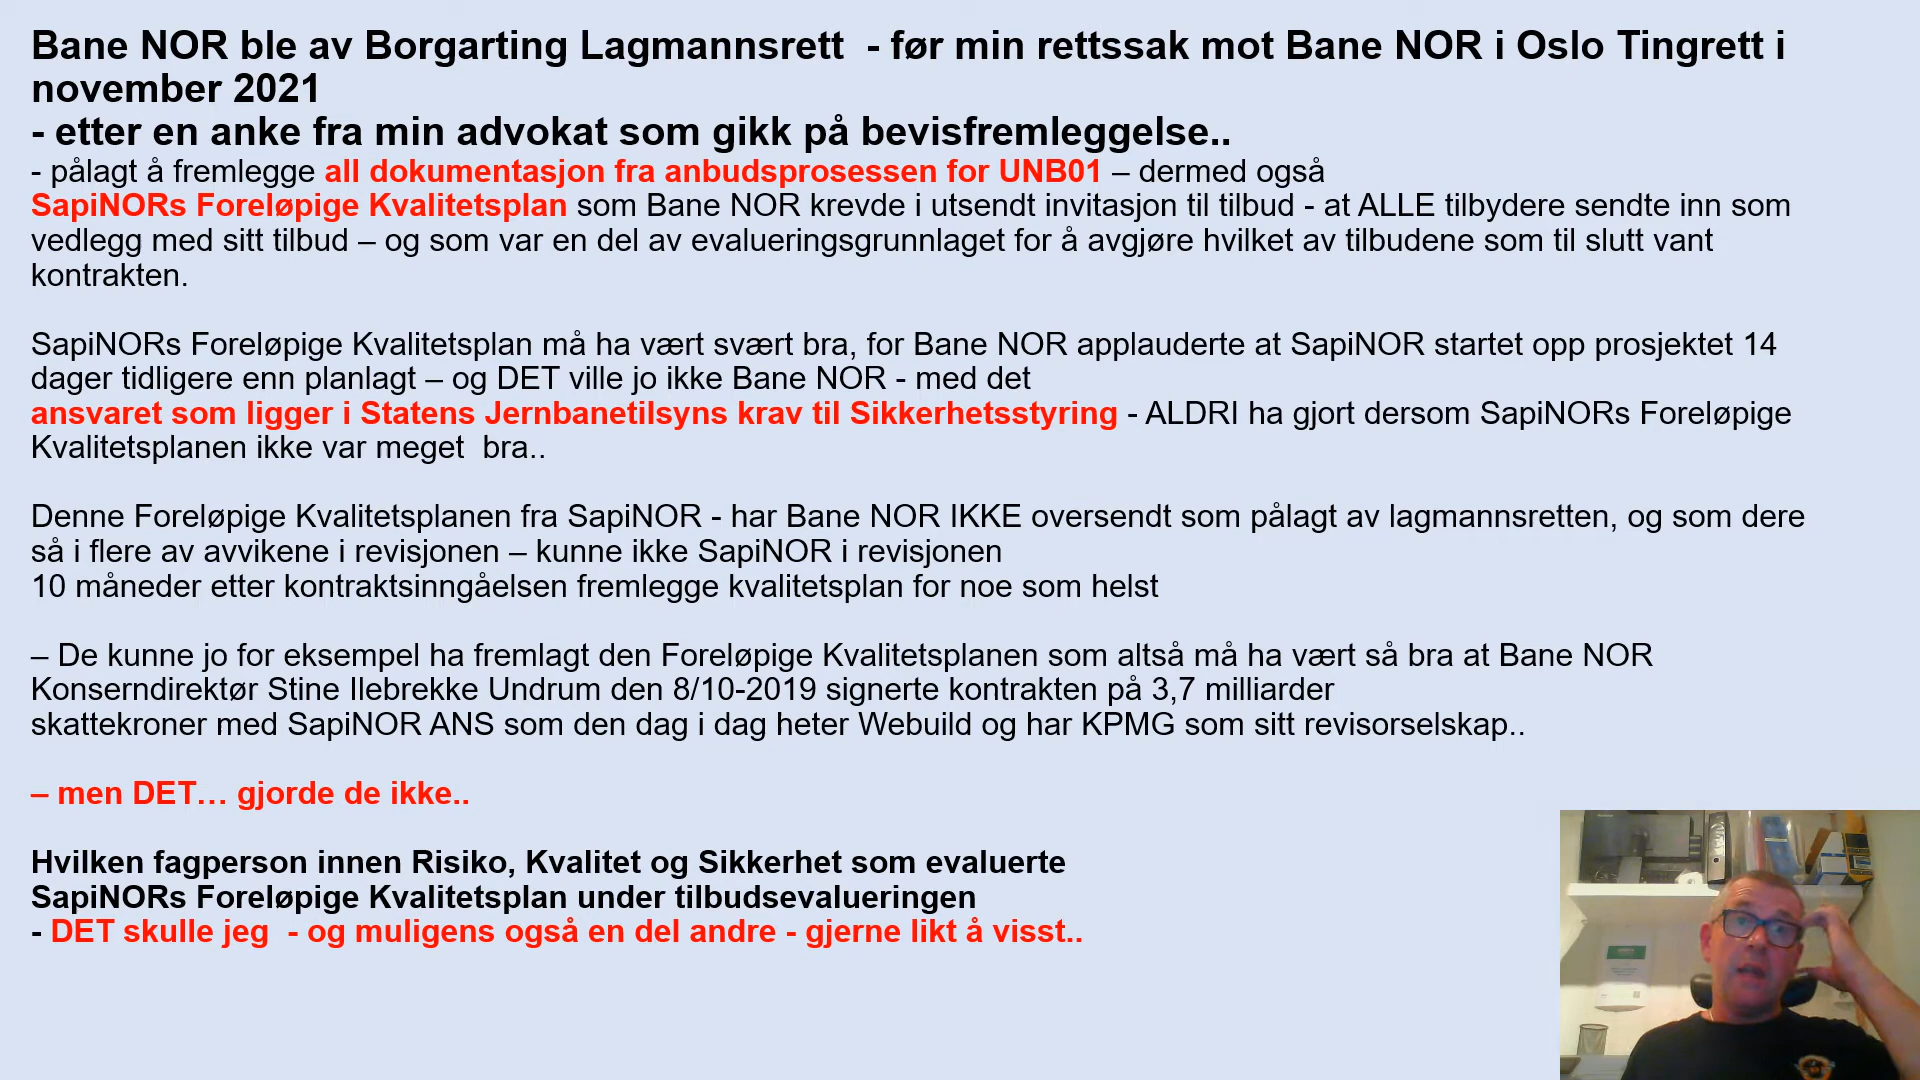 Bane NOR ble av Borgarting Lagmannsrett  - før min rettssak mot Bane NOR i Oslo Tingrett i
november 2021
- etter en anke fra min advokat som gikk på bevisfremleggelse..
- pålagt å fremlegge all dokumentasjon fra anbudsprosessen for UNB01 – dermed også
SapiNORs Foreløpige Kvalitetsplan som Bane NOR krevde i utsendt invitasjon til tilbud - at ALLE tilbydere sendte inn som
vedlegg med sitt tilbud – og som var en del av evalueringsgrunnlaget for å avgjøre hvilket av tilbudene som til slutt vant
kontrakten.
SapiNORs Foreløpige Kvalitetsplan må ha vært svært bra, for Bane NOR applauderte at SapiNOR startet opp prosjektet 14
dager tidligere enn planlagt – og DET ville jo ikke Bane NOR - med det
ansvaret som ligger i Statens Jernbanetilsyns krav til Sikkerhetsstyring - ALDRI ha gjort dersom SapiNORs Foreløpige
Kvalitetsplanen ikke var meget  bra..
Denne Foreløpige Kvalitetsplanen fra SapiNOR - har Bane NOR IKKE oversendt som pålagt av lagmannsretten, og som dere
så i flere av avvikene i revisjonen – kunne ikke SapiNOR i revisjonen
10 måneder etter kontraktsinngåelsen fremlegge kvalitetsplan for noe som helst
– De kunne jo for eksempel ha fremlagt den Foreløpige Kvalitetsplanen som altså må ha vært så bra at Bane NOR
Konserndirektør Stine Ilebrekke Undrum den 8/10-2019 signerte kontrakten på 3,7 milliarder
skattekroner med SapiNOR ANS som den dag i dag heter Webuild og har KPMG som sitt revisorselskap..
– men DET… gjorde de ikke..
Hvilken fagperson innen Risiko, Kvalitet og Sikkerhet som evaluerte
SapiNORs Foreløpige Kvalitetsplan under tilbudsevalueringen
- DET skulle jeg  - og muligens også en del andre - gjerne likt å visst..